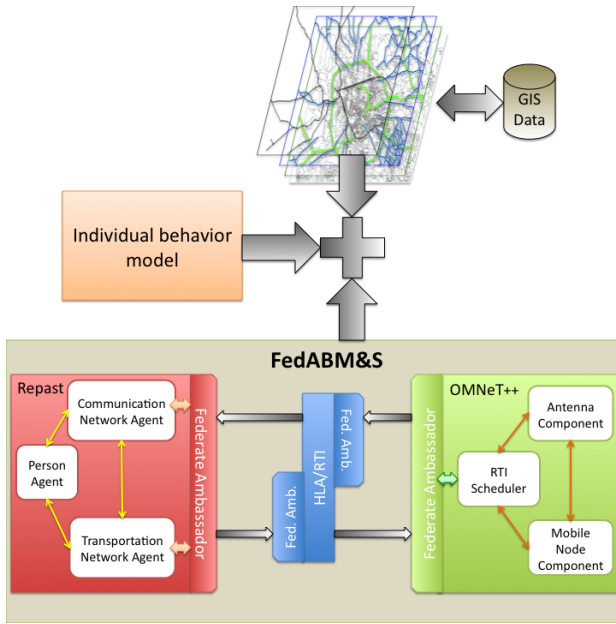 GIS
Data
Individual behavior
model
FedABM&S
Repast
Communication
Network Agent
Person
Agent
Transportation
Network Agent
Federate Ambassador
Fed. Amb.
HLA/RTI
Fed. Amb.
Federate Ambassador
OMNeT++
Antenna
Component
RTI
Scheduler
Mobile
Node
Component